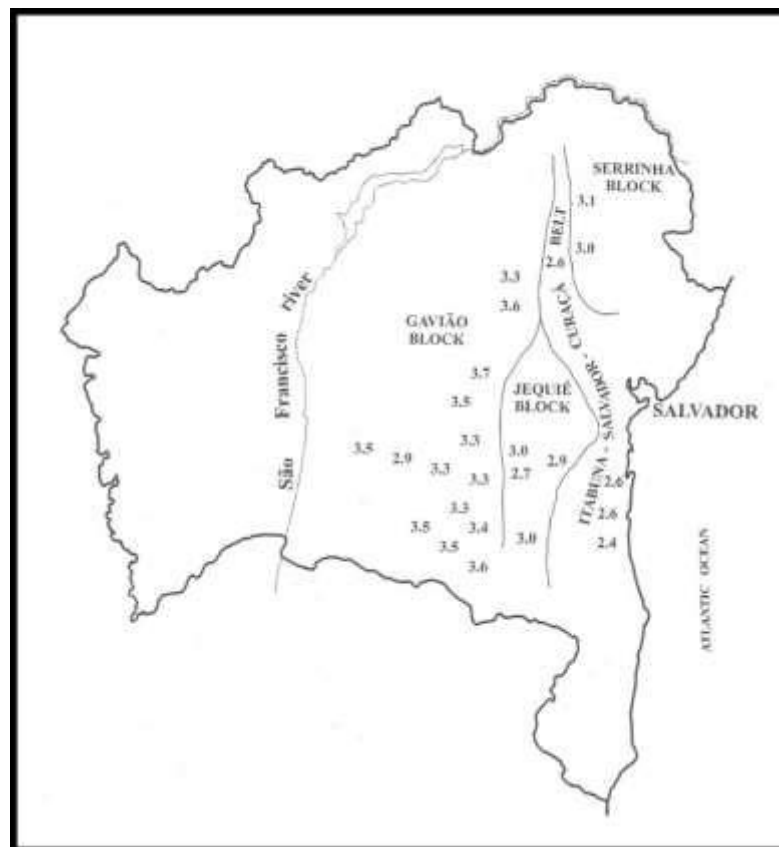 SERRINHA
BLOCK
3.1
BELT
3.0
2.6
3.3
3.6
river
GAVIÃO
BLOCK
ITABUNA - SALVADOR - CURAÇÁ
3.7
JEQUIÉ
BLOCK
3.5
Francisco
SALVADOR
3.3
3.5
2.9
3.0
2.9
3.3
2.7
3.3
São
2.6
3.3
2.6
3.5
3.4
3.0
2.4
3.5
3.6
ATLANTIC OCEAN